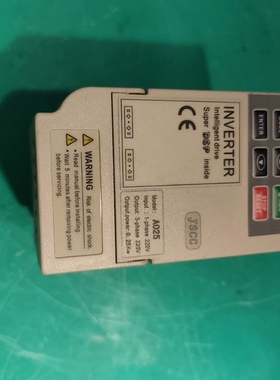 INVERTER
Intelligent drive
Super DSP inside
CE
ENTER
Model: A025
Input: 1-phase 220V
Output: 1-phase 220V
Output power: 0.25Kw
JSCC
WARNING
Risk of electric shock.
• Read manual before installing.
• Wait 5 minutes after removing power
before servicing.